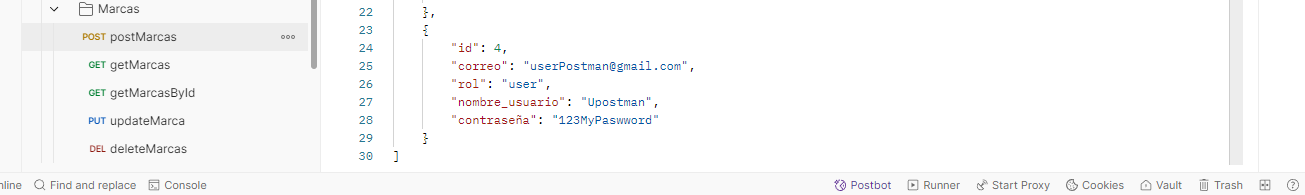 Marcas
POST postMarcas
GET getMarcas
GET getMarcasById
PUT updateMarca
DEL deleteMarcas
22 },
23 {
24 "id": 4,
25 "correo": "userPostman@gmail.com",
26 "rol": "user",
27 "nombre_usuario": "Upostman",
28 "contraseña": "123MyPaswword"
29 }
30 ]
nline Find and replace Console Postbot Runner Start Proxy Cookies Vault Trash